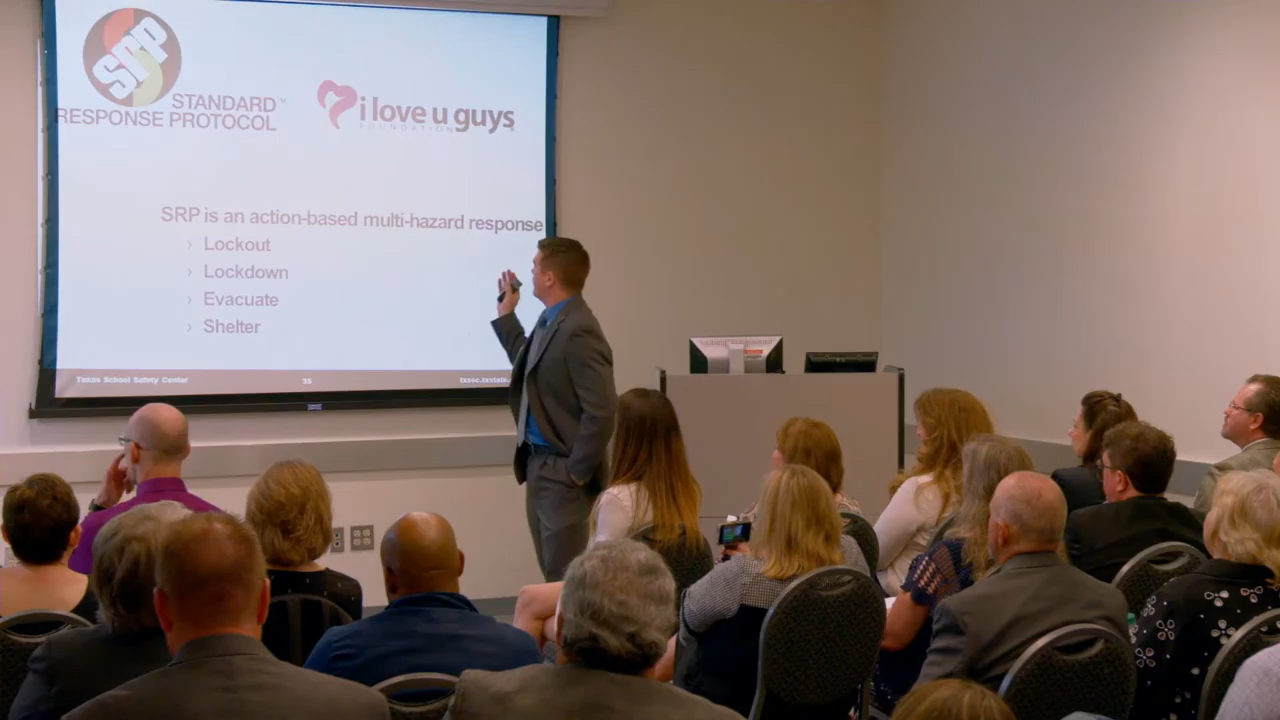 SRP
STANDARD™
RESPONSE PROTOCOL
i love u guys
FOUNDATION
SRP is an action-based multi-hazard response
› Lockout
› Lockdown
› Evacuate
› Shelter
Texas School Safety Center
35